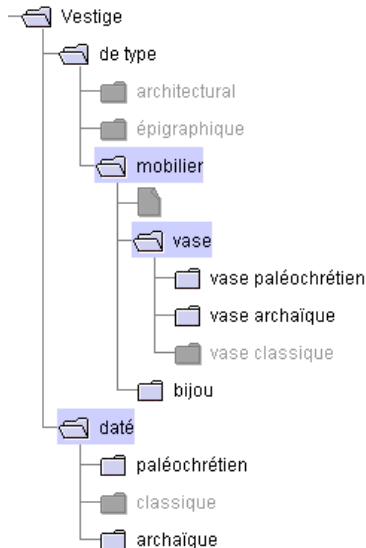 Vestige
de type
architectural
épigraphique
mobilier
vase
vase paléochrétien
vase archaïque
vase classique
bijou
daté
paléochrétien
classique
archaïque